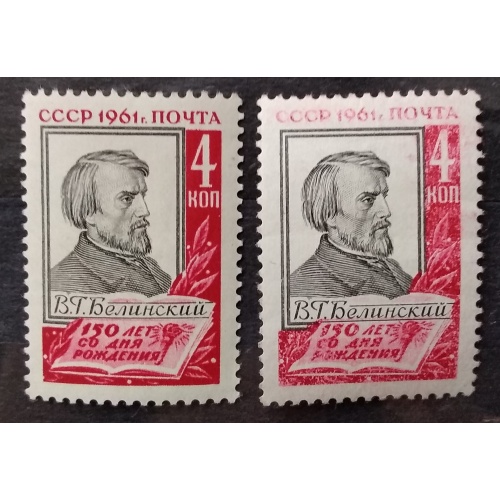 СССР 1961г. ПОЧТА
4
КОП
В.Г.Белинский
150 ЛЕТ
СО ДНЯ
РОЖДЕНИЯ
СССР 1961г. ПОЧТА
4
КОП
В.Г.Белинский
150 ЛЕТ
СО ДНЯ
РОЖДЕНИЯ